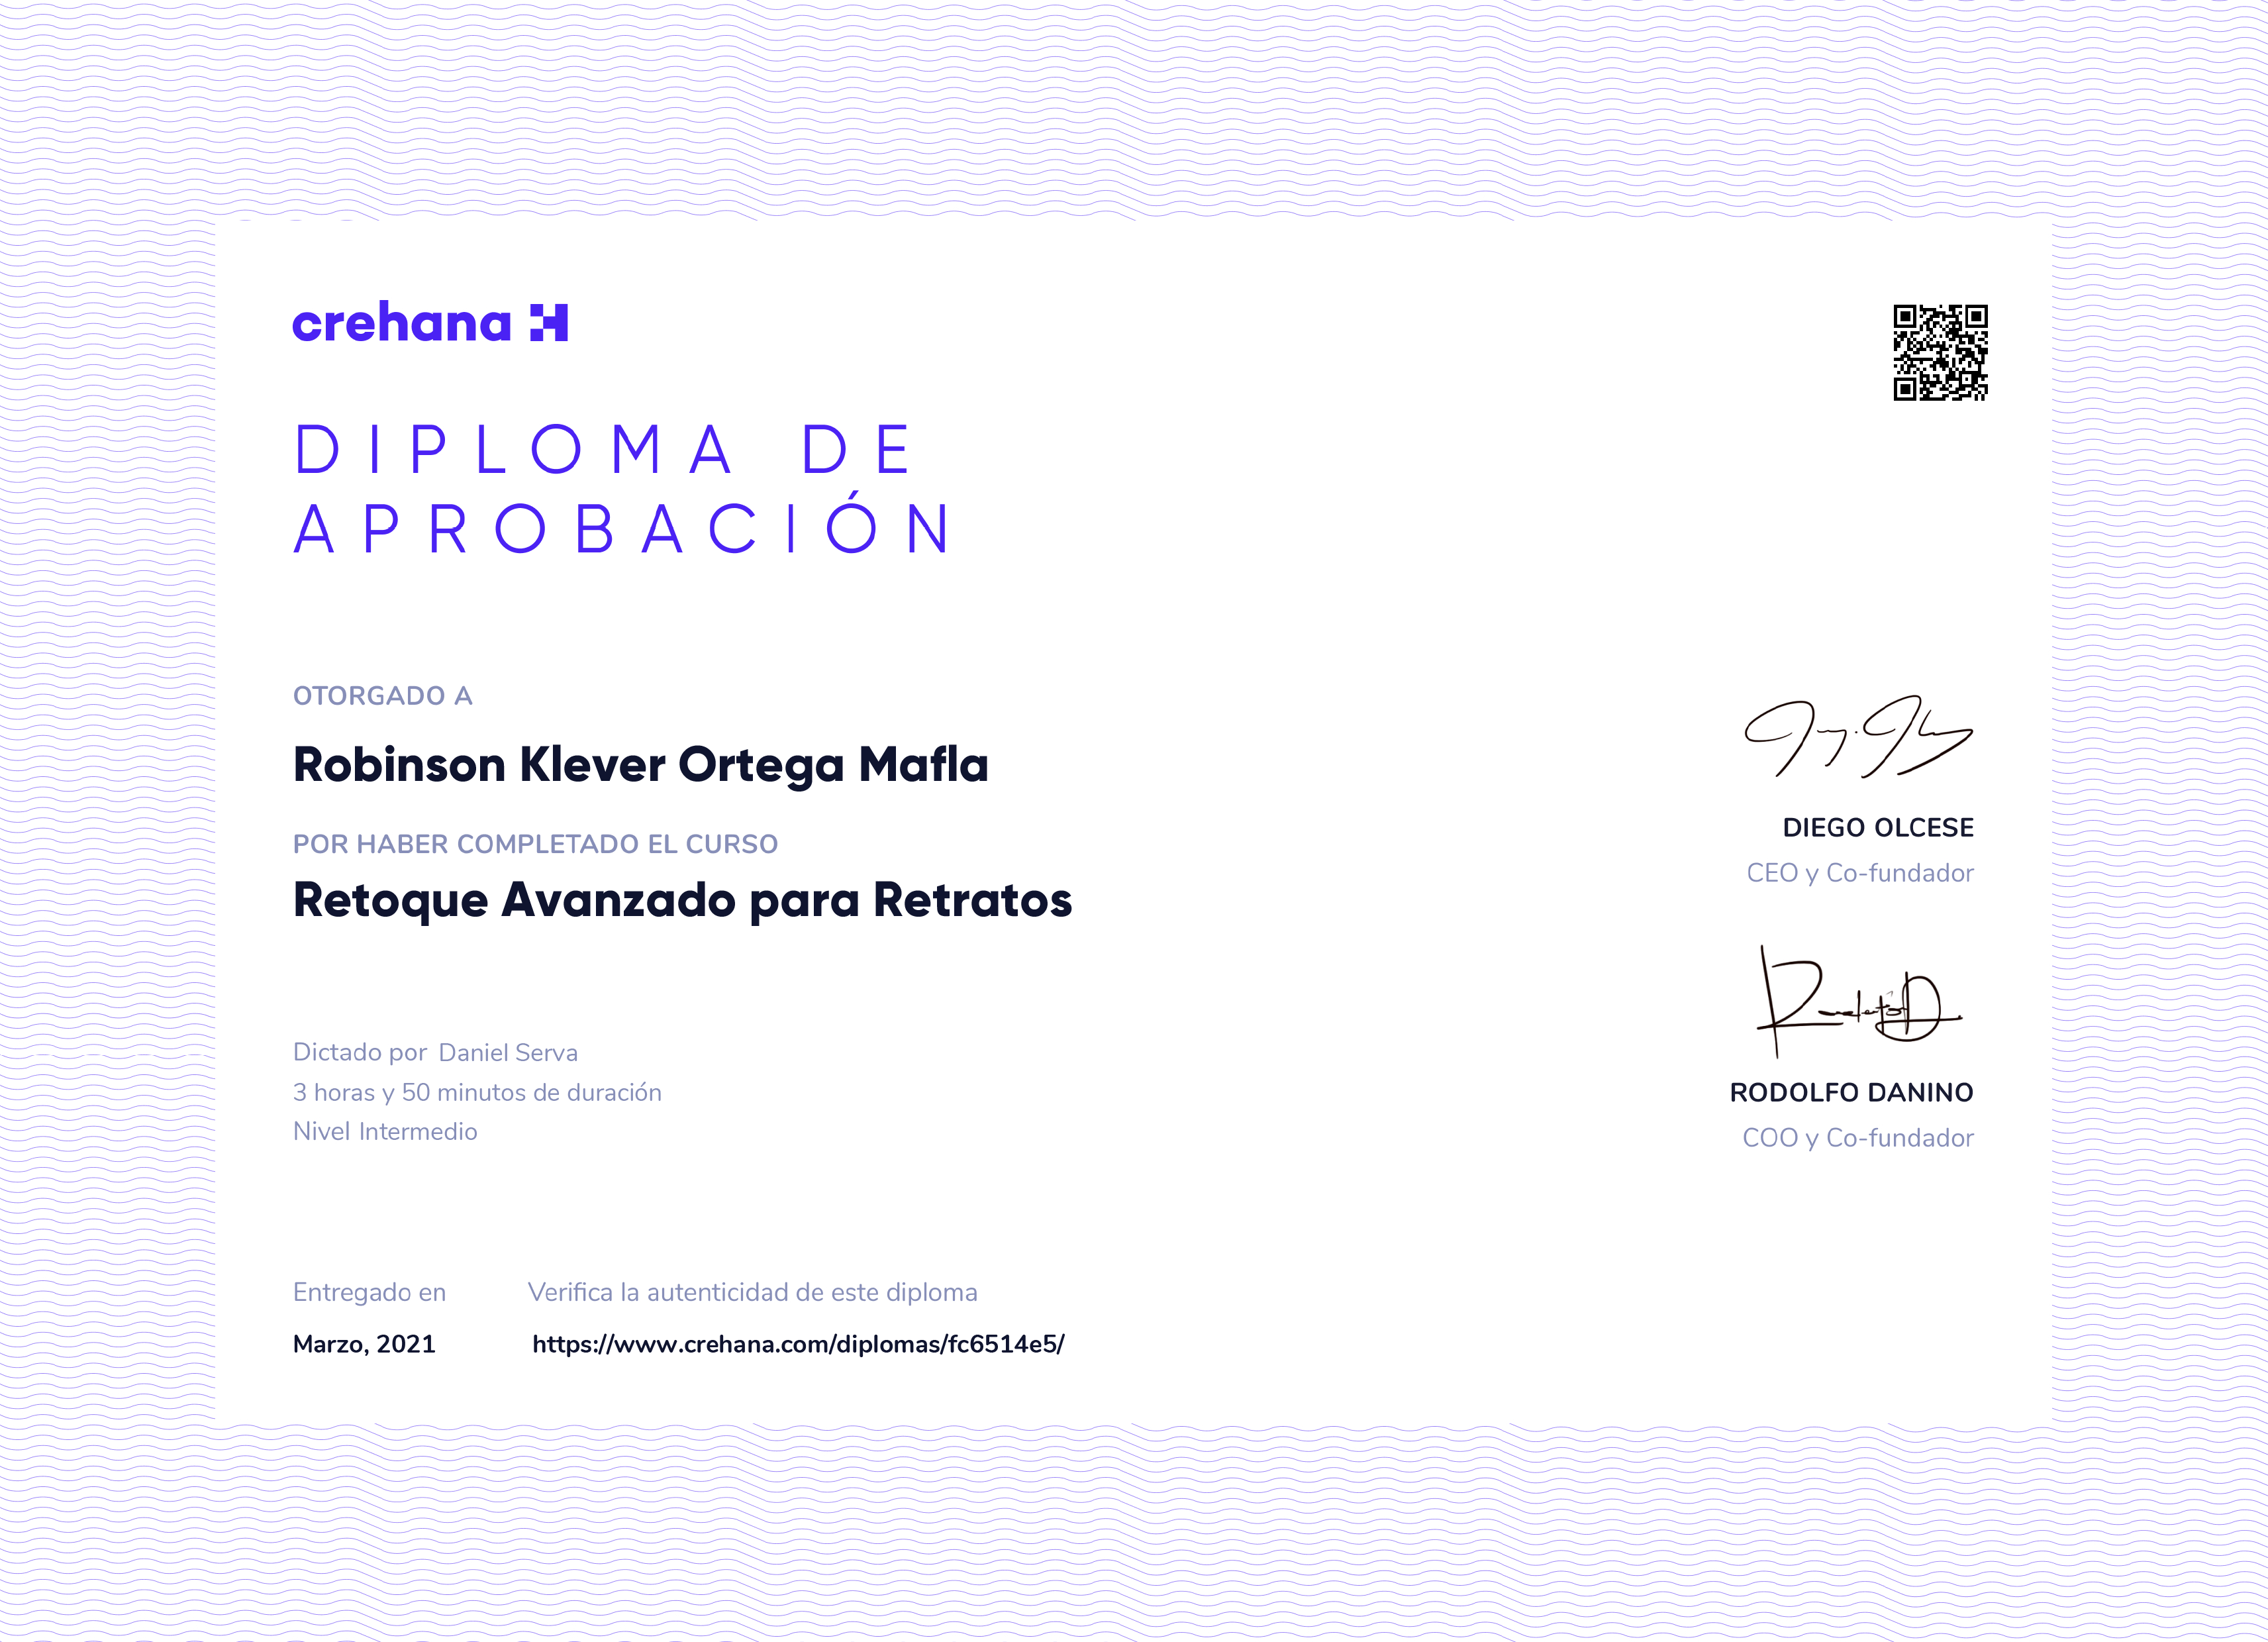 crehana
DIPLOMA DE
APROBACIÓN
OTORGADO A
Robinson Klever Ortega Mafla
POR HABER COMPLETADO EL CURSO
Retoque Avanzado para Retratos
Dictado por Daniel Serva
3 horas y 50 minutos de duración
Nivel Intermedio
Entregado en
Marzo, 2021
Verifica la autenticidad de este diploma
https://www.crehana.com/diplomas/fc6514e5/
DIEGO OLCESE
CEO y Co-fundador
RODOLFO DANINO
COO y Co-fundador